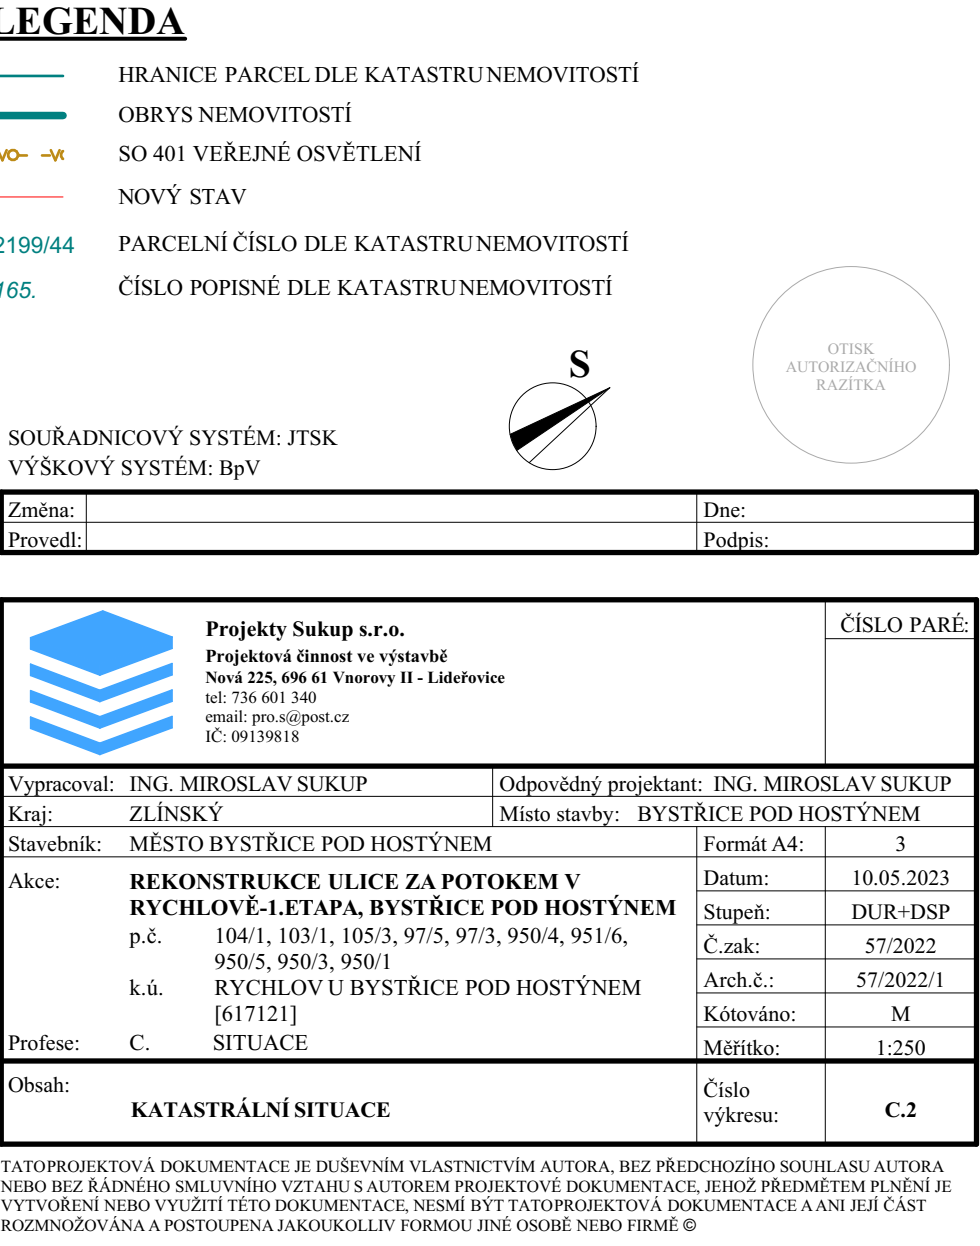 LEGENDA
HRANICE PARCEL DLE KATASTRU NEMOVITOSTÍ
OBRYS NEMOVITOSTÍ
SO 401 VEŘEJNÉ OSVĚTLENÍ
NOVÝ STAV
2199/44 PARCELNÍ ČÍSLO DLE KATASTRU NEMOVITOSTÍ
165. ČÍSLO POPISNÉ DLE KATASTRU NEMOVITOSTÍ
OTISK
AUTORIZAČNÍHO
RAZÍTKA
S
SOUŘADNICOVÝ SYSTÉM: JTSK
VÝŠKOVÝ SYSTÉM: BpV
Změna: Dne:
Provedl: Podpis:
Projekty Sukup s.r.o.
Projektová činnost ve výstavbě
Nová 225, 696 61 Vnorovy II - Lideřovice
tel: 736 601 340
email: pro.s@post.cz
IČ: 09139818
ČÍSLO PARÉ:
Vypracoval: ING. MIROSLAV SUKUP Odpovědný projektant: ING. MIROSLAV SUKUP
Kraj: ZLÍNSKÝ Místo stavby: BYSTŘICE POD HOSTÝNEM
Stavebník: MĚSTO BYSTŘICE POD HOSTÝNEM Formát A4: 3
Akce: REKONSTRUKCE ULICE ZA POTOKEM V
RYCHLOVĚ-1.ETAPA, BYSTŘICE POD HOSTÝNEM
p.č. 104/1, 103/1, 105/3, 97/5, 97/3, 950/4, 951/6,
950/5, 950/3, 950/1
k.ú. RYCHLOV U BYSTŘICE POD HOSTÝNEM
[617121]
Profese: C. SITUACE
Datum: 10.05.2023
Stupeň: DUR+DSP
Č.zak: 57/2022
Arch.č.: 57/2022/1
Kótováno: M
Měřítko: 1:250
Obsah:
KATASTRÁLNÍ SITUACE
Číslo
výkresu: C.2
TATOPROJEKTOVÁ DOKUMENTACE JE DUŠEVNÍM VLASTNICTVÍM AUTORA, BEZ PŘEDCHOZÍHO SOUHLASU AUTORA
NEBO BEZ ŘÁDNÉHO SMLUVNÍHO VZTAHU S AUTOREM PROJEKTOVÉ DOKUMENTACE, JEHOŽ PŘEDMĚTEM PLNĚNÍ JE
VYTVOŘENÍ NEBO VYUŽITÍ TÉTO DOKUMENTACE, NESMÍ BÝT TATOPROJEKTOVÁ DOKUMENTACE A ANI JEJÍ ČÁST
ROZMNOŽOVÁNA A POSTOUPENA JAKOUKOLLIV FORMOU JINÉ OSOBĚ NEBO FIRMĚ ©